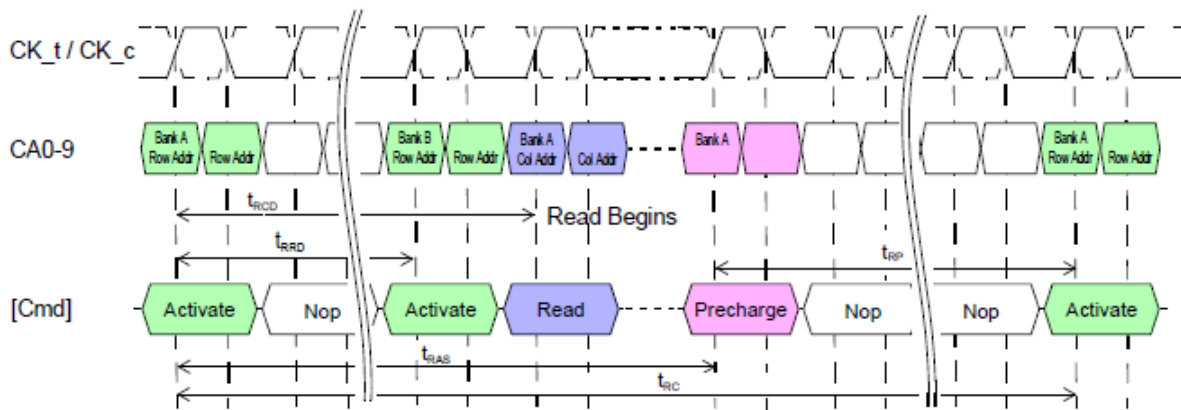 CK_t / CK_c
CA0-9
Bank A Row Addr
Row Addr
Bank B Row Addr
Row Addr
Bank A Col Addr
Col Addr
Bank A
Bank A Row Addr
Row Addr
tRCD
Read Begins
tRRD
tRP
[Cmd]
Activate
Nop
Activate
Read
Precharge
Nop
Nop
Activate
tRAS
tRC